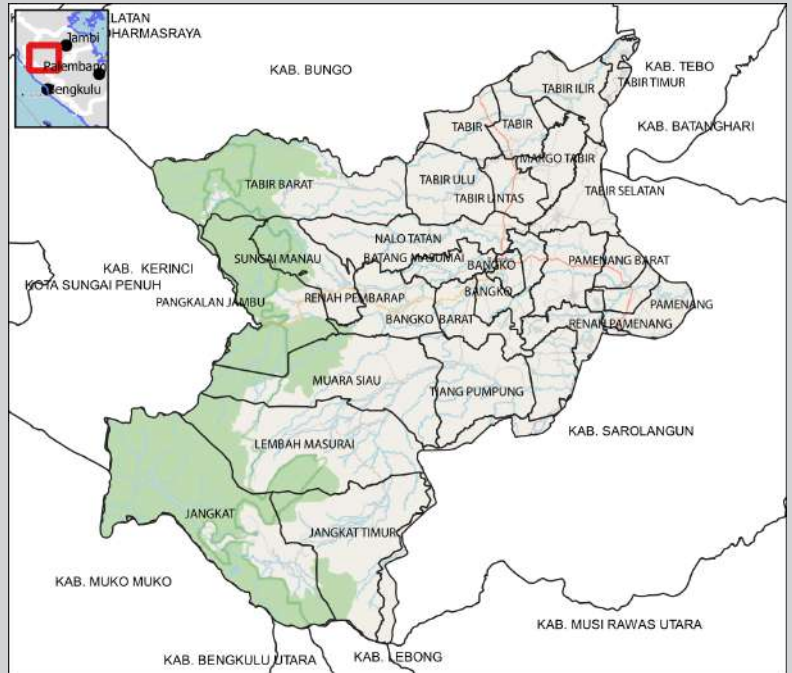 LATAN
DHARMASRAYA
Jambi
Palembang
Bengkulu
KAB. BUNGO
KAB. TEBO
TABIR TIMUR
TABIR ILIR
TABIR
TABIR
KAB. BATANGHARI
MARGO TABIR
TABIR BARAT
TABIR ULU
TABIR LINTAS
TABIR SELATAN
NALO TATAN
SUNGAI MANAU
BATANG MASUMAI
BANGKO
PAMENANG BARAT
KAB. KERINCI
KOTA SUNGAI PENUH
PANGKALAN JAMBU
RENAH PEMBARAP
BANGKO
PAMENANG
BANGKO BARAT
RENAH PAMENANG
MUARA SIAU
TIANG PUMPUNG
KAB. SAROLANGUN
LEMBAH MASURAI
JANGKAT
JANGKAT TIMUR
KAB. MUKO MUKO
KAB. MUSI RAWAS UTARA
KAB. BENGKULU UTARA
KAB. LEBONG